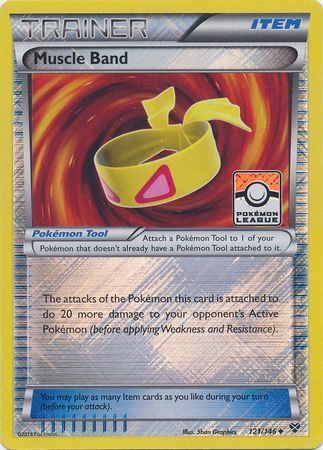 TRAINER
ITEM
Muscle Band
POKÉMON
LEAGUE
Pokémon Tool
Attach a Pokémon Tool to 1 of your
Pokémon that doesn't already have a Pokémon Tool attached to it.
The attacks of the Pokémon this card is attached to
do 20 more damage to your opponent's Active
Pokémon (before applying Weakness and Resistance).
You may play as many Item cards as you like during your turn
(before your attack).
©2014 Pokémon
Illus. 5ban Graphics
121/146